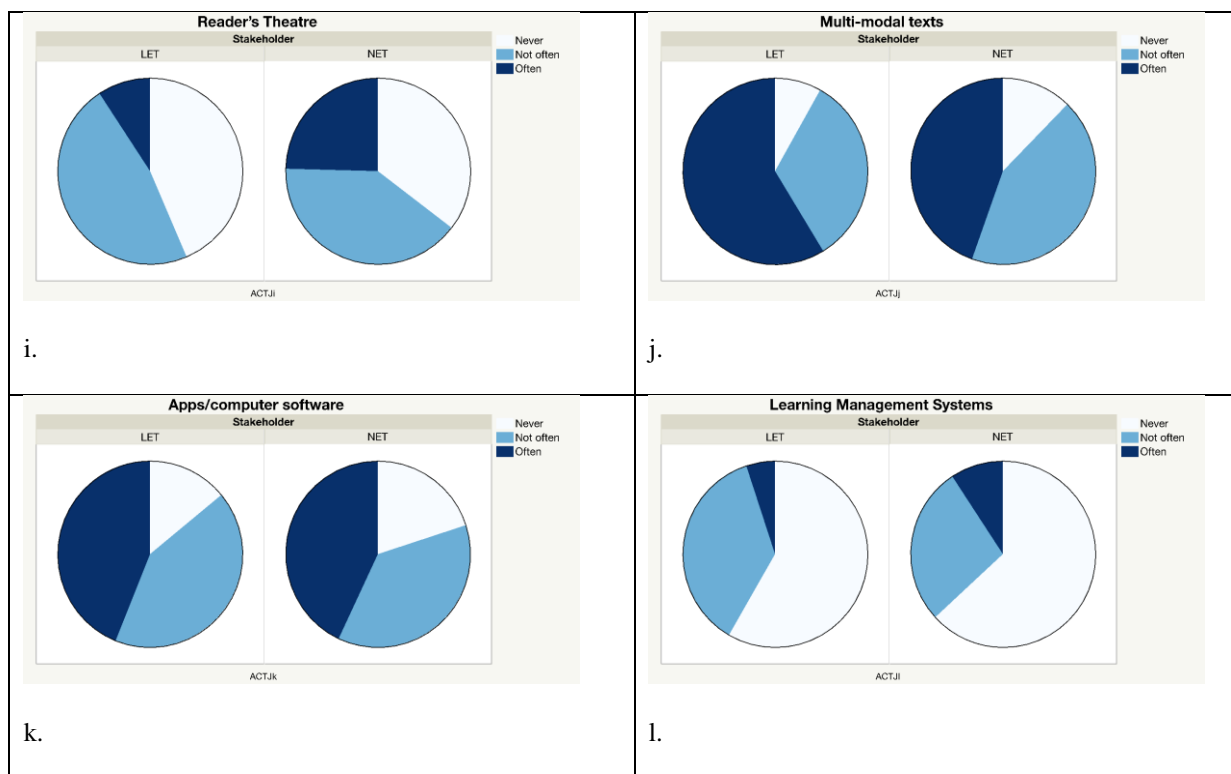 Reader's Theatre
Stakeholder
LET NET
Never
Not often
Often
ACTJi
i.
Multi-modal texts
Stakeholder
LET NET
Never
Not often
Often
ACTJj
j.
Apps/computer software
Stakeholder
LET NET
Never
Not often
Often
ACTJk
k.
Learning Management Systems
Stakeholder
LET NET
Never
Not often
Often
ACTJl
l.